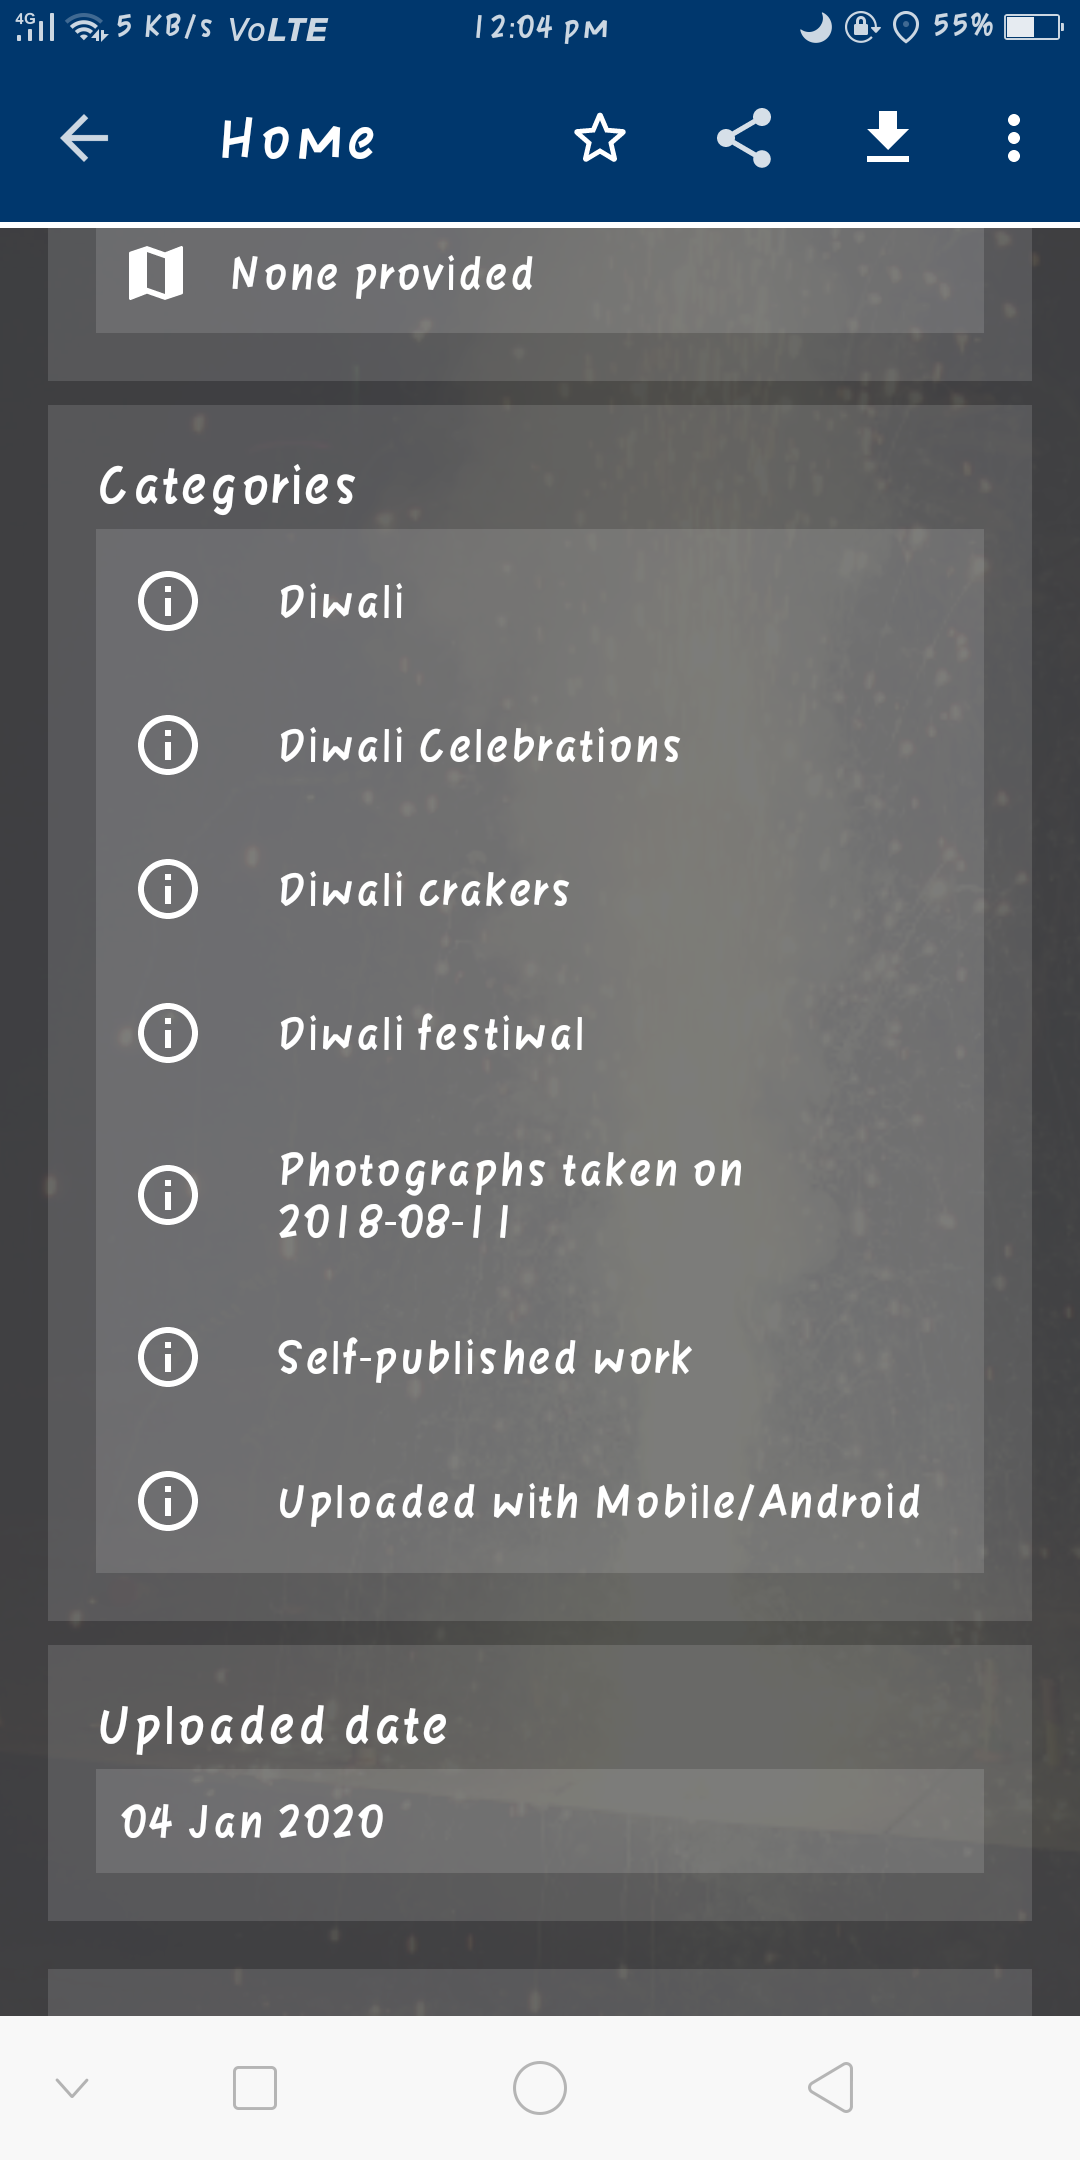 4G 5 KB/s VoLTE 12:04 pm 55%
Home
None provided
Categories
Diwali
Diwali Celebrations
Diwali crakers
Diwali festiwal
Photographs taken on
2018-08-11
Self-published work
Uploaded with Mobile/Android
Uploaded date
04 Jan 2020